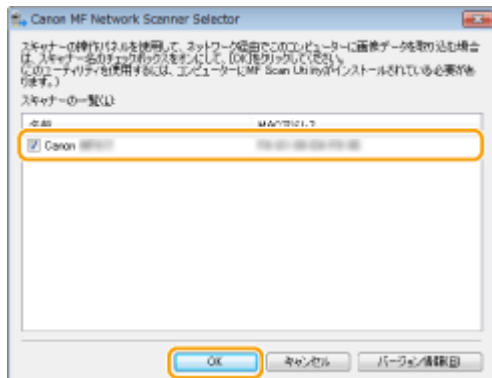 Canon MF Network Scanner Selector
スキャナーの操作パネルを使用して、ネットワーク経由でこのコンピューターに画像データを取り込む場合
は、スキャナー名のチェックボックスをオンにして、[OK]をクリックしてください。
(このユーティリティを使用するには、コンピューターにMF Scan Utilityがインストールされている必要があ
ります。)
スキャナーの一覧(L):
名前 MACアドレス
Canon
OK キャンセル バージョン情報(B)